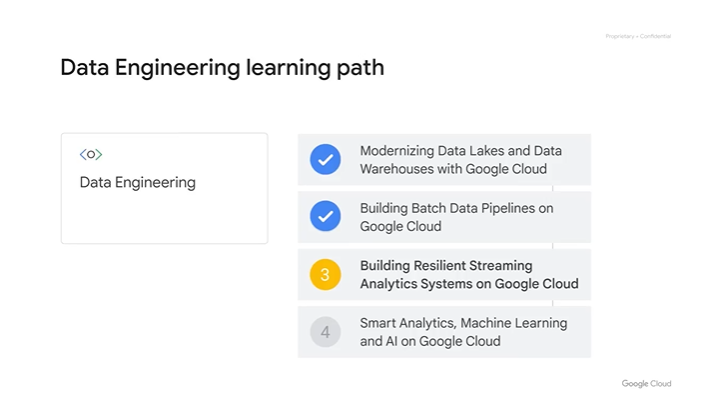 Proprietary + Confidential
Data Engineering learning path
Data Engineering
Modernizing Data Lakes and Data
Warehouses with Google Cloud
Building Batch Data Pipelines on
Google Cloud
3
Building Resilient Streaming
Analytics Systems on Google Cloud
4
Smart Analytics, Machine Learning
and AI on Google Cloud
Google Cloud